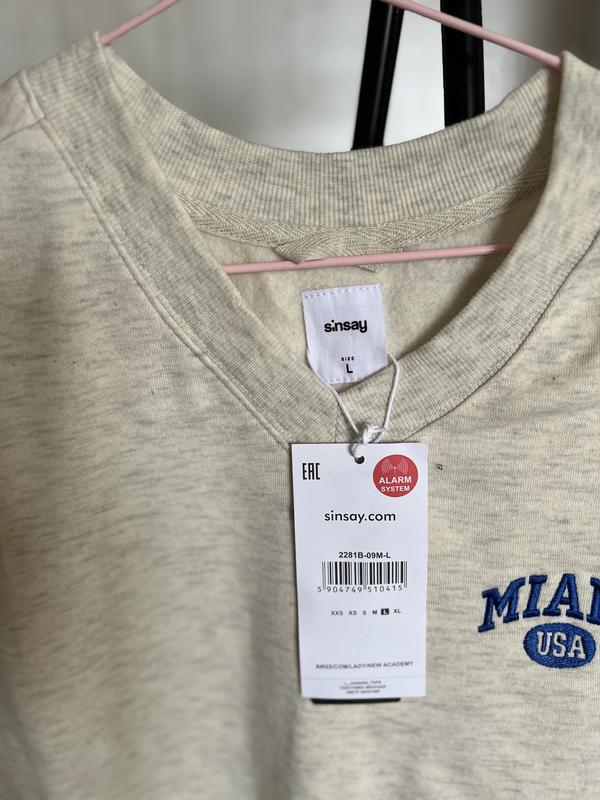 sinsay
SIZE
L
EAC
ALARM
SYSTEM
sinsay.com
2281B-09M-L
5 904749 510415
XXS XS S M L XL
AW22/COM/LADY/NEW ACADEMY
MIAM
USA